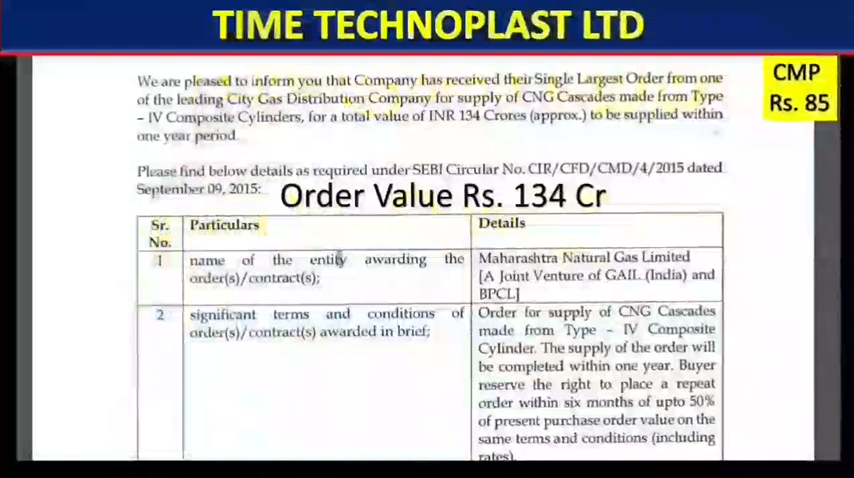 TIME TECHNOPLAST LTD
CMP
Rs. 85
We are pleased to inform you that Company has received their Single Largest Order from one
of the leading City Gas Distribution Company for supply of CNG Cascades made from Type
– IV Composite Cylinders, for a total value of INR 134 Crores (approx.) to be supplied within
one year period.
Please find below details as required under SEBI Circular No. CIR/CFD/CMD/4/2015 dated
September 09, 2015:
Order Value Rs. 134 Cr
Sr. No.
Particulars
Details
1
name of the entity awarding the
order(s)/contract(s);
Maharashtra Natural Gas Limited
[A Joint Venture of GAIL (India) and
BPCL]
2
significant terms and conditions of
order(s)/contract(s) awarded in brief;
Order for supply of CNG Cascades
made from Type – IV Composite
Cylinder. The supply of the order will
be completed within one year. Buyer
reserve the right to place a repeat
order within six months of upto 50%
of present purchase order value on the
same terms and conditions (including
rates).